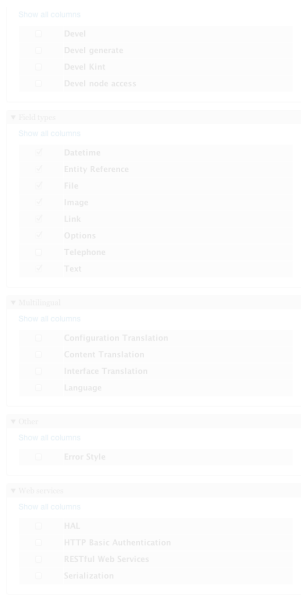 Show all columns
Devel
Devel generate
Devel Kint
Devel node access
Field types
Show all columns
Datetime
Entity Reference
File
Image
Link
Options
Telephone
Text
Multilingual
Show all columns
Configuration Translation
Content Translation
Interface Translation
Language
Other
Show all columns
Error Style
Web services
Show all columns
HAL
HTTP Basic Authentication
RESTful Web Services
Serialization